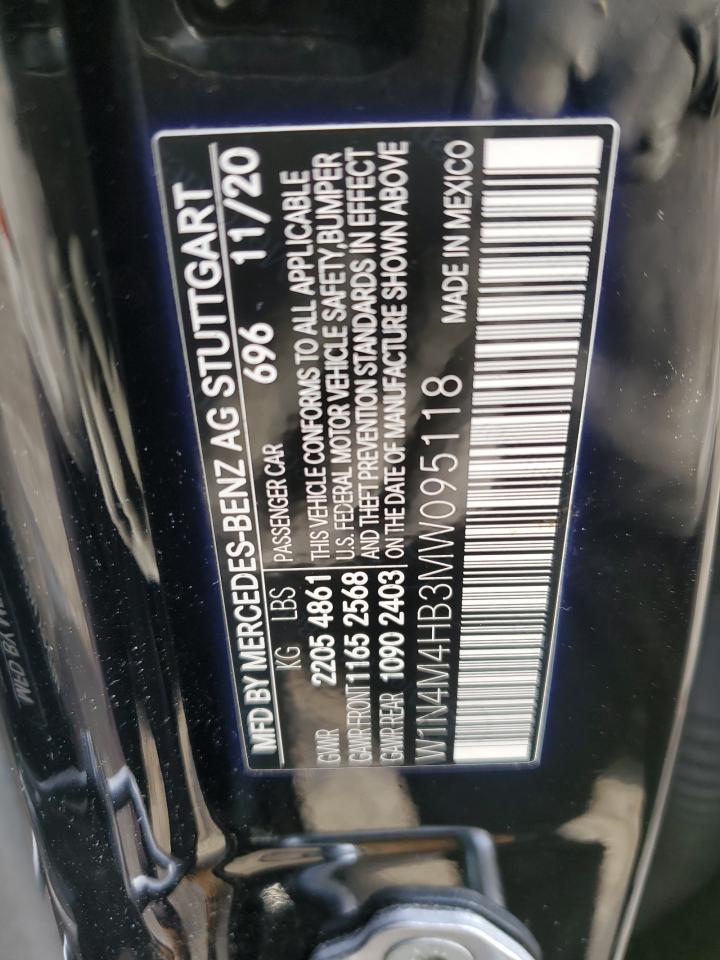 MFD BY MERCEDES-BENZ AG STUTTGART
696 11/20
KG LBS PASSENGER CAR
GVWR 2205 4861 THIS VEHICLE CONFORMS TO ALL APPLICABLE
GAWR FRONT 1165 2568 U.S. FEDERAL MOTOR VEHICLE SAFETY, BUMPER
GAWR REAR 1090 2403 AND THEFT PREVENTION STANDARDS IN EFFECT
ON THE DATE OF MANUFACTURE SHOWN ABOVE
W1N4M4HB3MW095118 MADE IN MEXICO